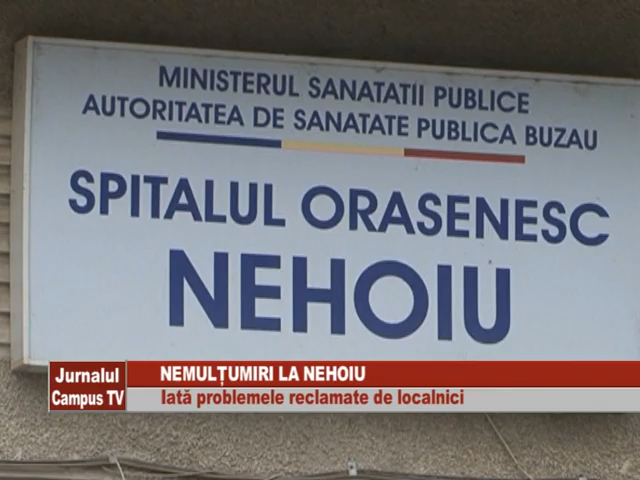 MINISTERUL SANATATII PUBLICE
AUTORITATEA DE SANATATE PUBLICA BUZAU
SPITALUL ORASENESC
NEHOIU
Jurnalul
Campus TV
NEMULȚUMIRI LA NEHOIU
Iată problemele reclamate de localnici